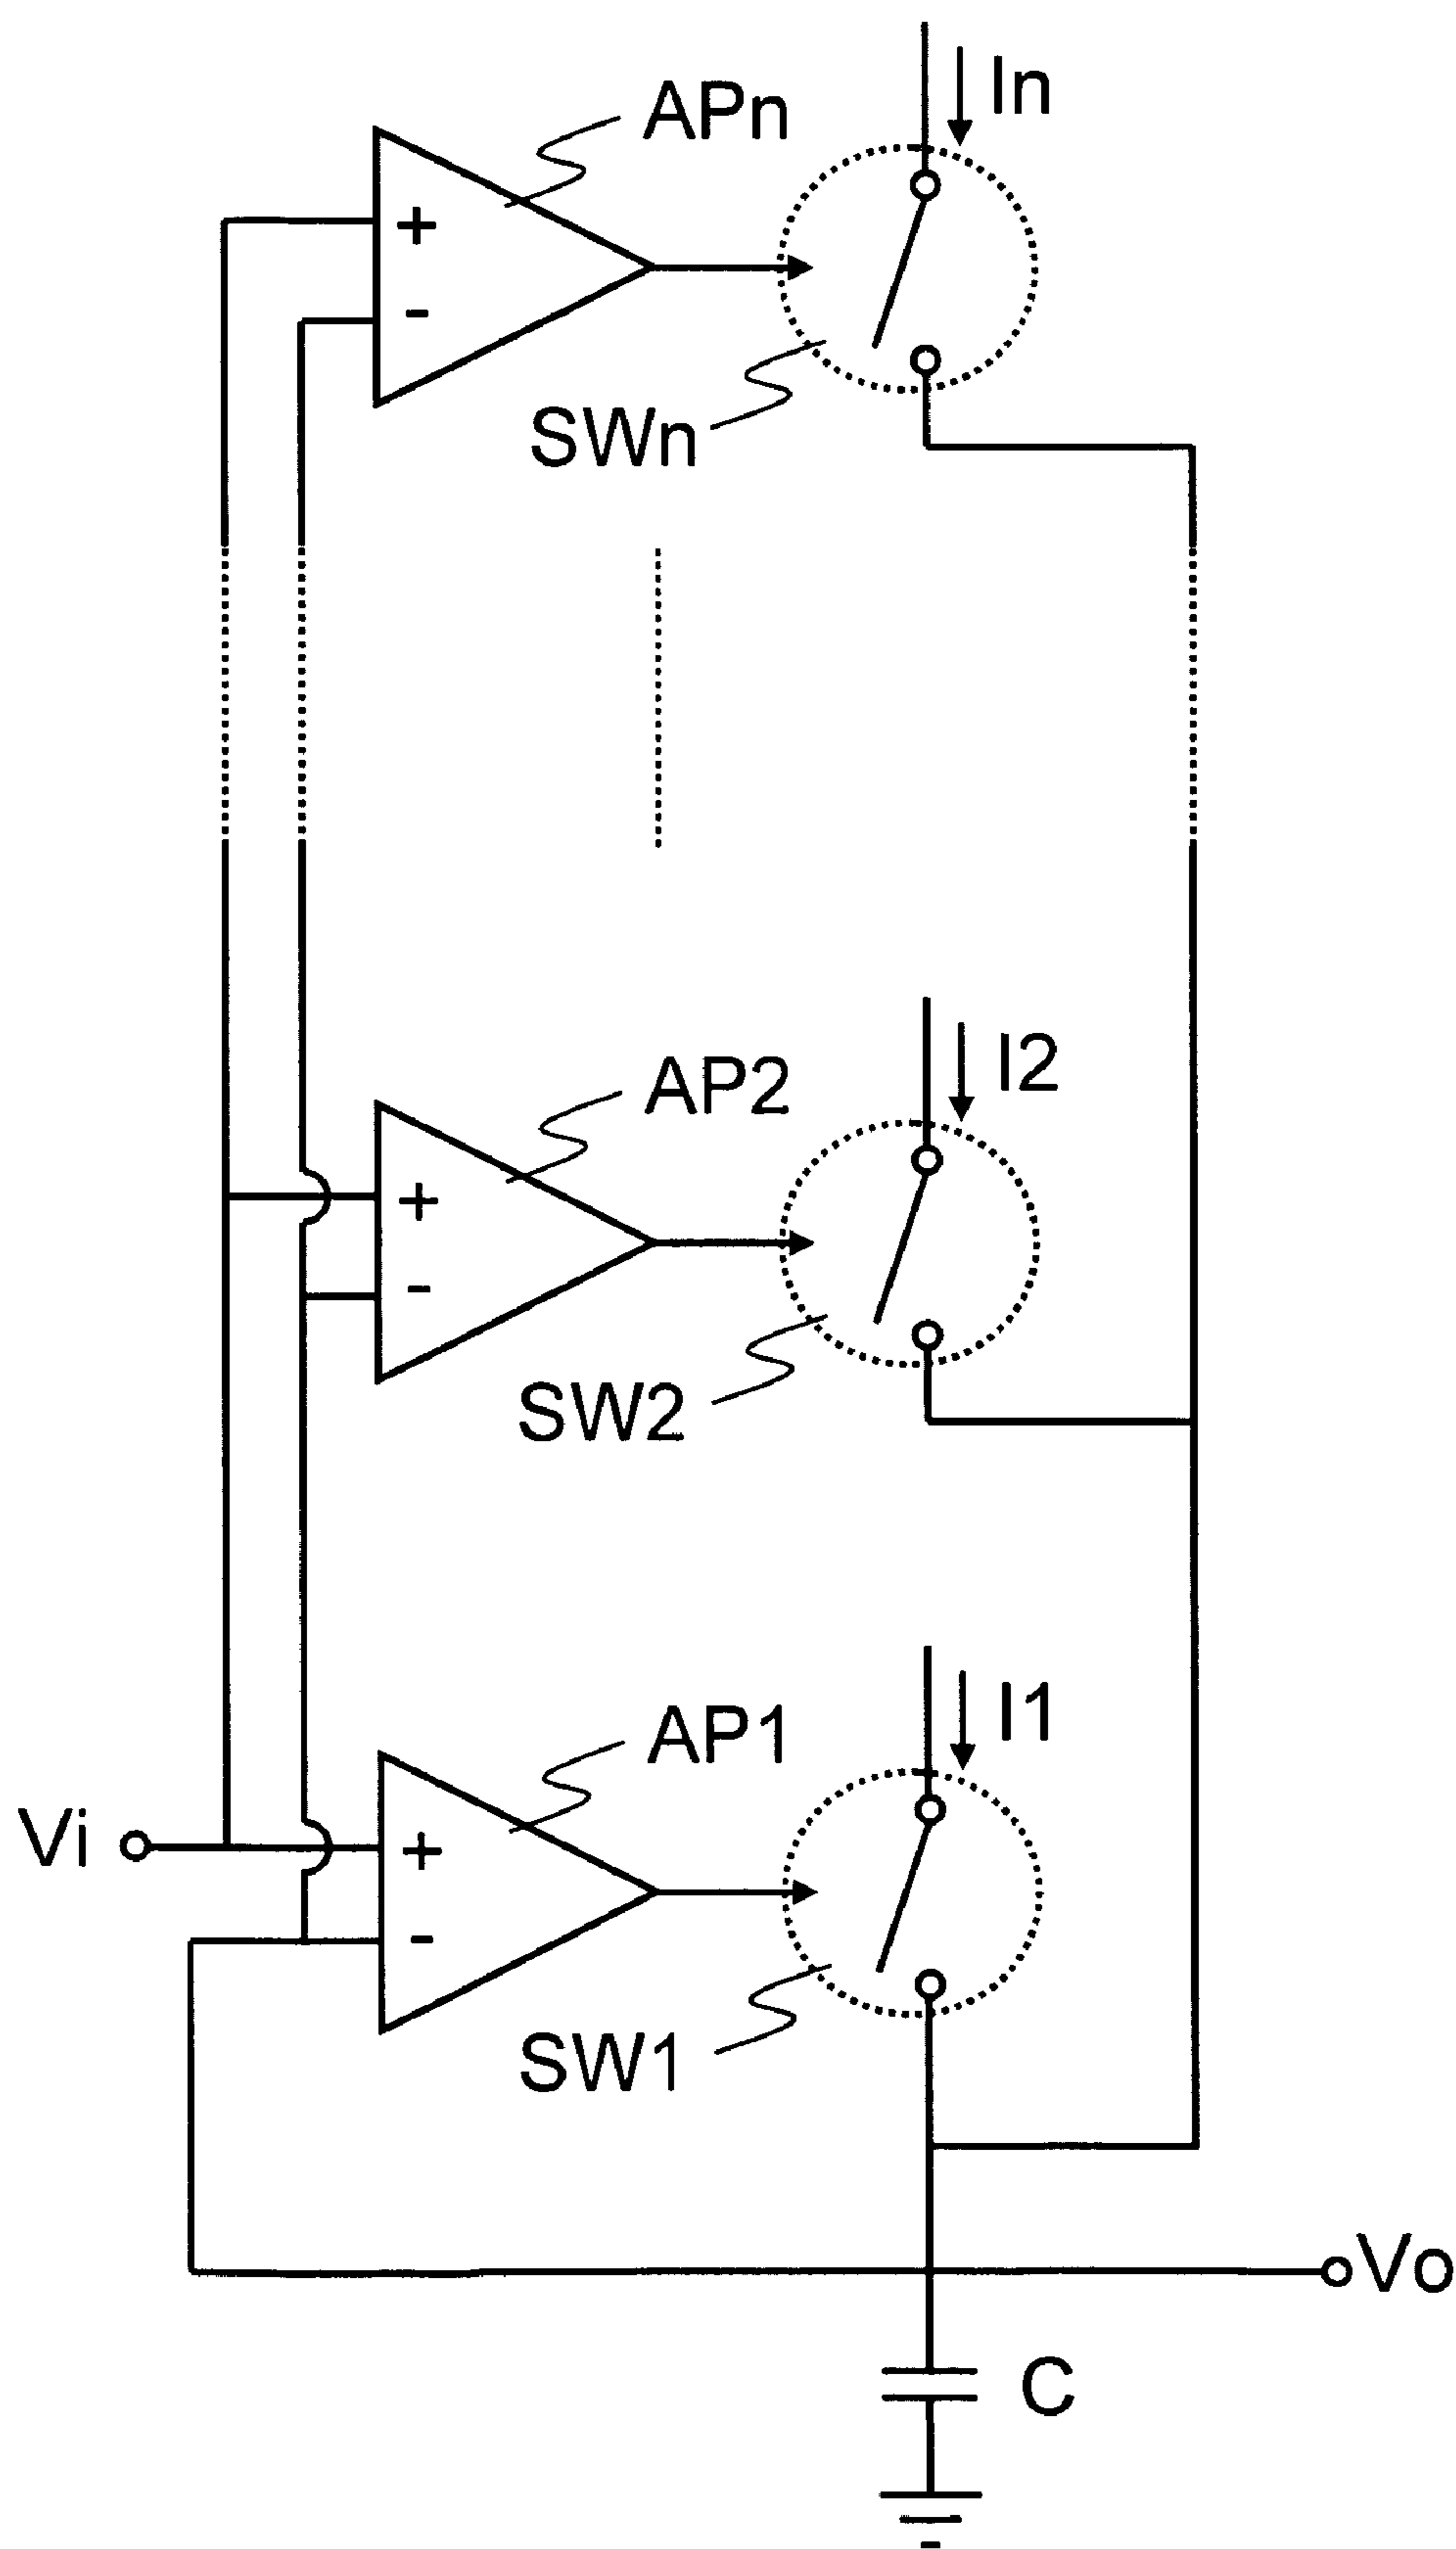 APn
In
+
-
SWn
AP2
I2
+
-
SW2
AP1
I1
Vi
+
-
SW1
Vo
C